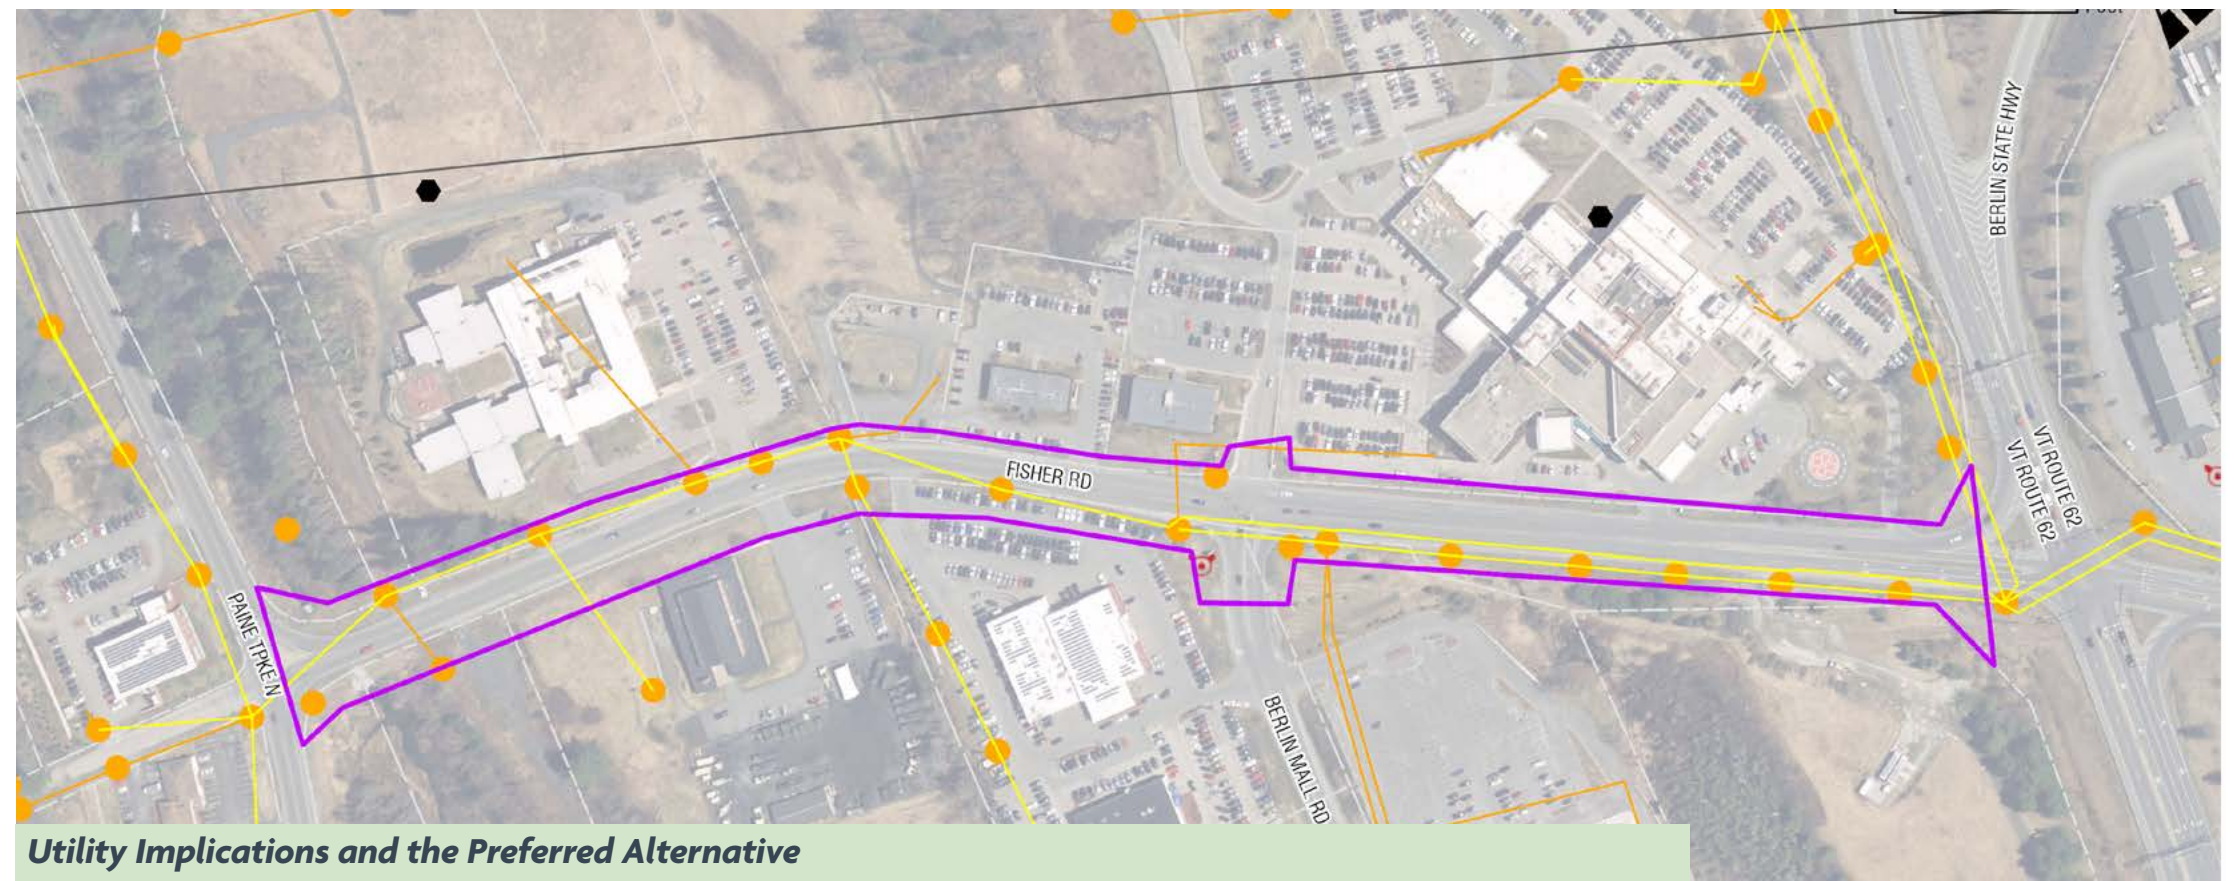 BERLIN STATE HWY
VT ROUTE 62
VT ROUTE 62
FISHER RD
PAINE TPKE N
BERLIN MALL RD
Utility Implications and the Preferred Alternative